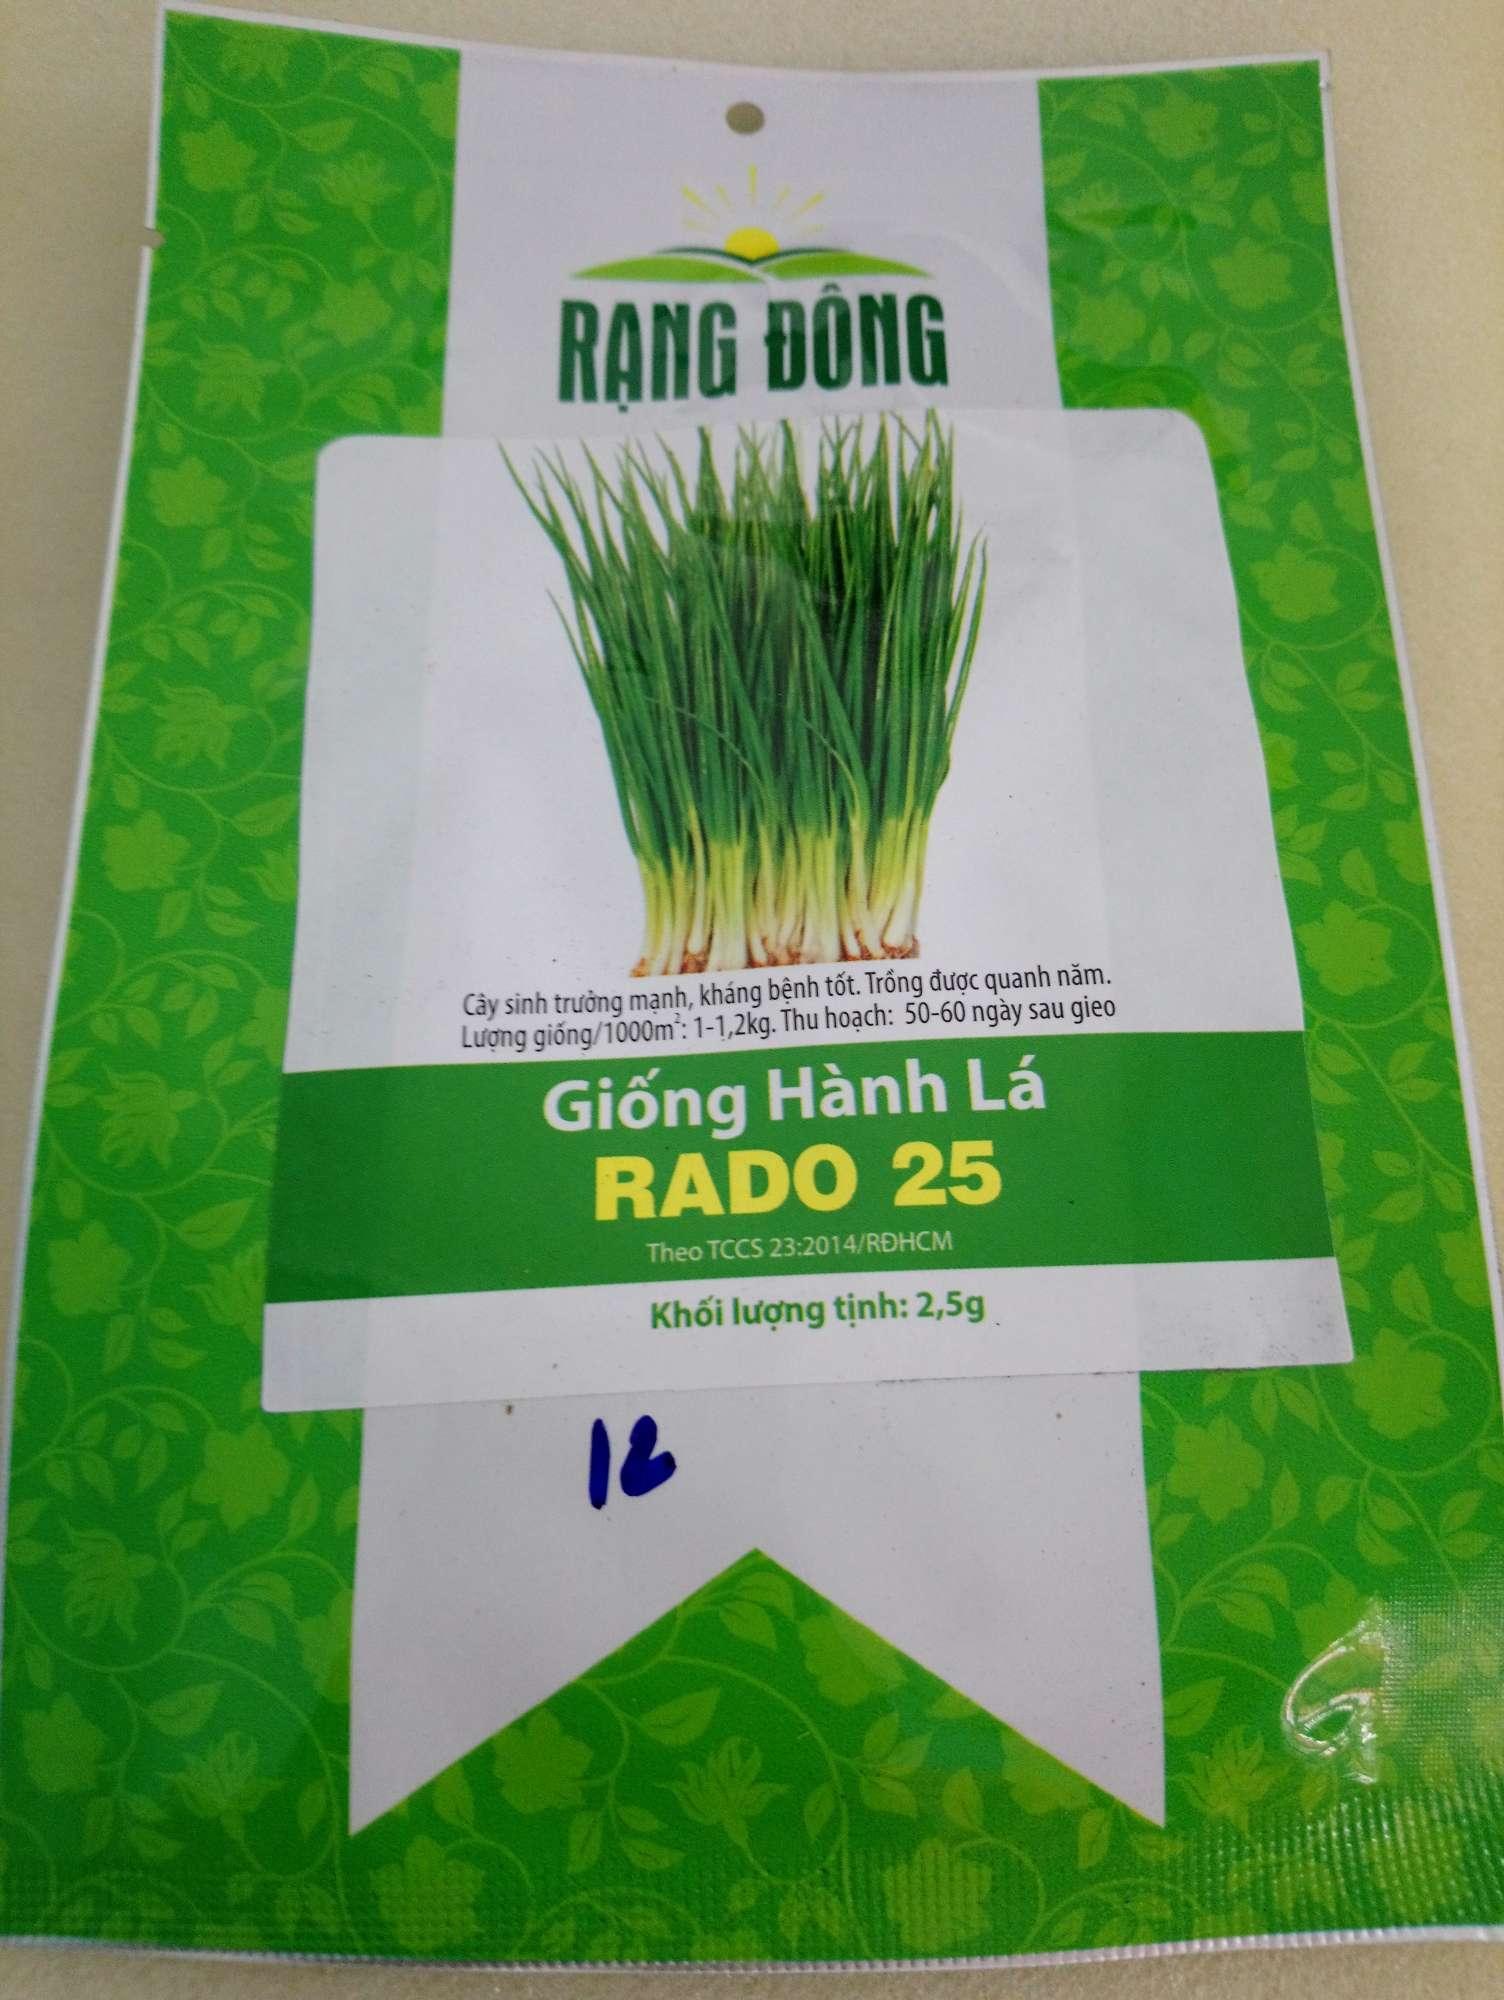 RẠNG ĐÔNG
Cây sinh trưởng mạnh, kháng bệnh tốt. Trồng được quanh năm.
Lượng giống/1000m²: 1-1,2kg. Thu hoạch: 50-60 ngày sau gieo
Giống Hành Lá
RADO 25
Theo TCCS 23:2014/RĐHCM
Khối lượng tịnh: 2,5g
12